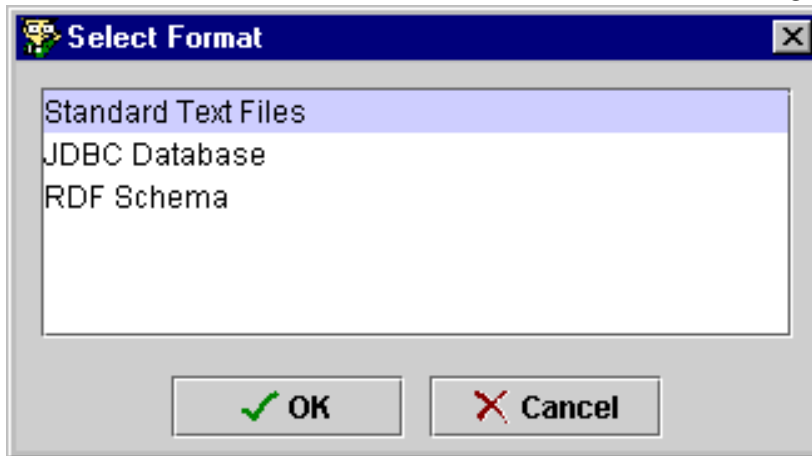 Select Format
Standard Text Files
JDBC Database
RDF Schema
OK
Cancel